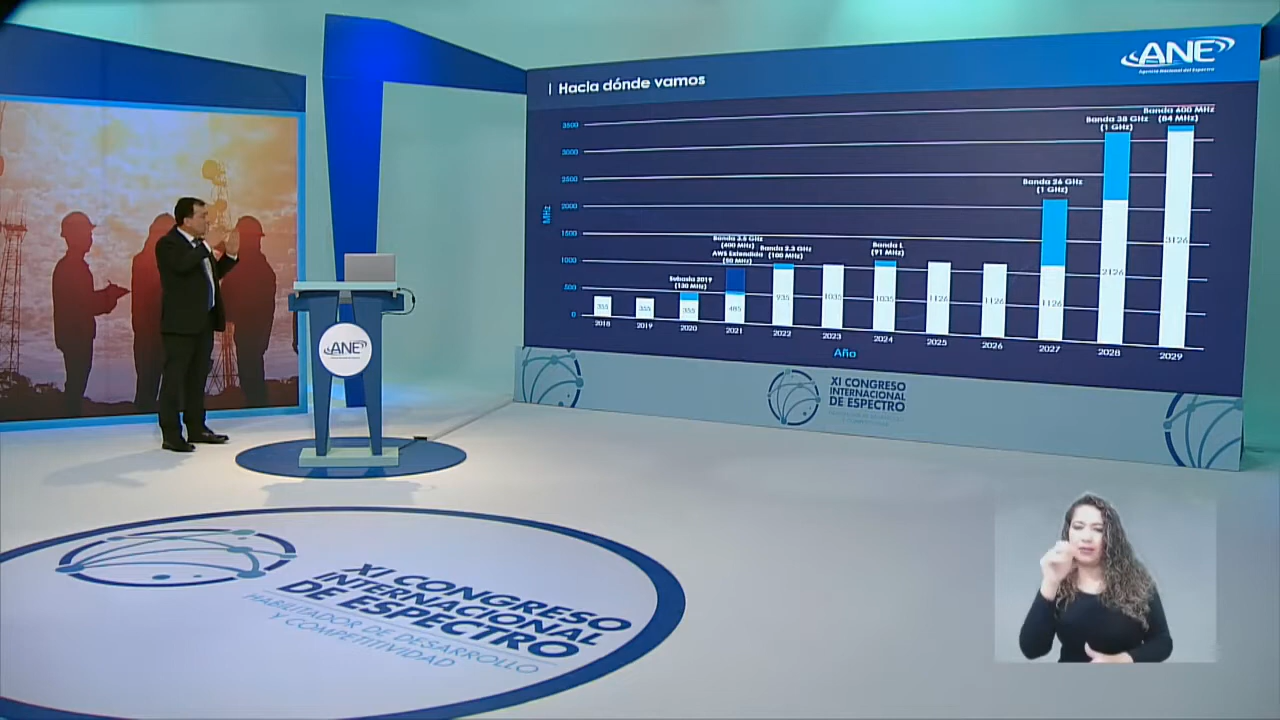 ANE
Agencia Nacional del Espectro
Hacia dónde vamos
Banda 600 MHz
(84 MHz)
Banda 38 GHz
(1 GHz)
Banda 26 GHz
(1 GHz)
Banda 3.5 GHz
(400 MHz)
AWS Extendida
(50 MHz)
Banda 2.3 GHz
(100 MHz)
Banda L
(91 MHz)
Subasta 2019
(130 MHz)
3500
3000
2500
2000
1500
1000
500
0
MHz
355
355
355
485
935
1035
1035
1126
1126
1126
2126
3126
2018
2019
2020
2021
2022
2023
2024
2025
2026
2027
2028
2029
Año
ANE
XI CONGRESO
INTERNACIONAL
DE ESPECTRO
XI CONGRESO
INTERNACIONAL
DE ESPECTRO
HABILITADOR DE DESARROLLO
Y COMPETITIVIDAD